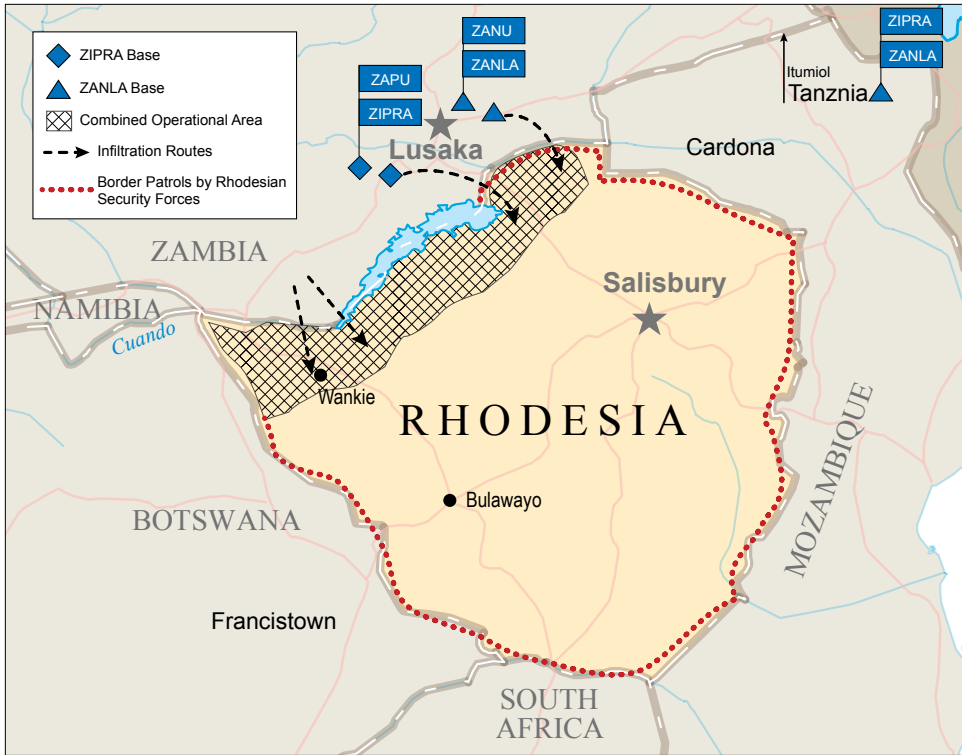 ZIPRA Base
ZANLA Base
Combined Operational Area
Infiltration Routes
Border Patrols by Rhodesian
Security Forces
ZAPU
ZIPRA
ZANU
ZANLA
ZIPRA
ZANLA
Itumiol
Tanznia
Lusaka
Cardona
ZAMBIA
NAMIBIA
Cuando
Salisbury
Wankie
RHODESIA
Bulawayo
MOZAMBIQUE
BOTSWANA
Francistown
SOUTH
AFRICA